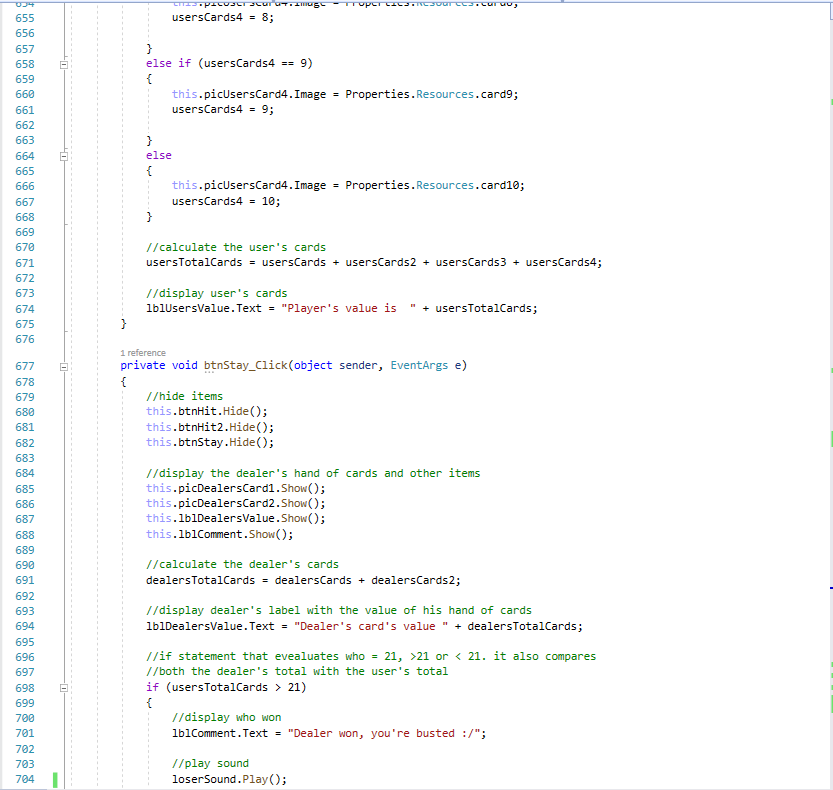 654 this.picUsersCard4.Image = Properties.Resources.card8;
655 usersCards4 = 8;
656
657 }
658 else if (usersCards4 == 9)
659 {
660 this.picUsersCard4.Image = Properties.Resources.card9;
661 usersCards4 = 9;
662
663 }
664 else
665 {
666 this.picUsersCard4.Image = Properties.Resources.card10;
667 usersCards4 = 10;
668 }
669
670 //calculate the user's cards
671 usersTotalCards = usersCards + usersCards2 + usersCards3 + usersCards4;
672
673 //display user's cards
674 lblUsersValue.Text = "Player's value is  " + usersTotalCards;
675 }
676
1 reference
677 private void btnStay_Click(object sender, EventArgs e)
678 {
679 //hide items
680 this.btnHit.Hide();
681 this.btnHit2.Hide();
682 this.btnStay.Hide();
683
684 //display the dealer's hand of cards and other items
685 this.picDealersCard1.Show();
686 this.picDealersCard2.Show();
687 this.lblDealersValue.Show();
688 this.lblComment.Show();
689
690 //calculate the dealer's cards
691 dealersTotalCards = dealersCards + dealersCards2;
692
693 //display dealer's label with the value of his hand of cards
694 lblDealersValue.Text = "Dealer's card's value " + dealersTotalCards;
695
696 //if statement that evealuates who = 21, >21 or < 21. it also compares
697 //both the dealer's total with the user's total
698 if (usersTotalCards > 21)
699 {
700 //display who won
701 lblComment.Text = "Dealer won, you're busted :/";
702
703 //play sound
704 loserSound.Play();